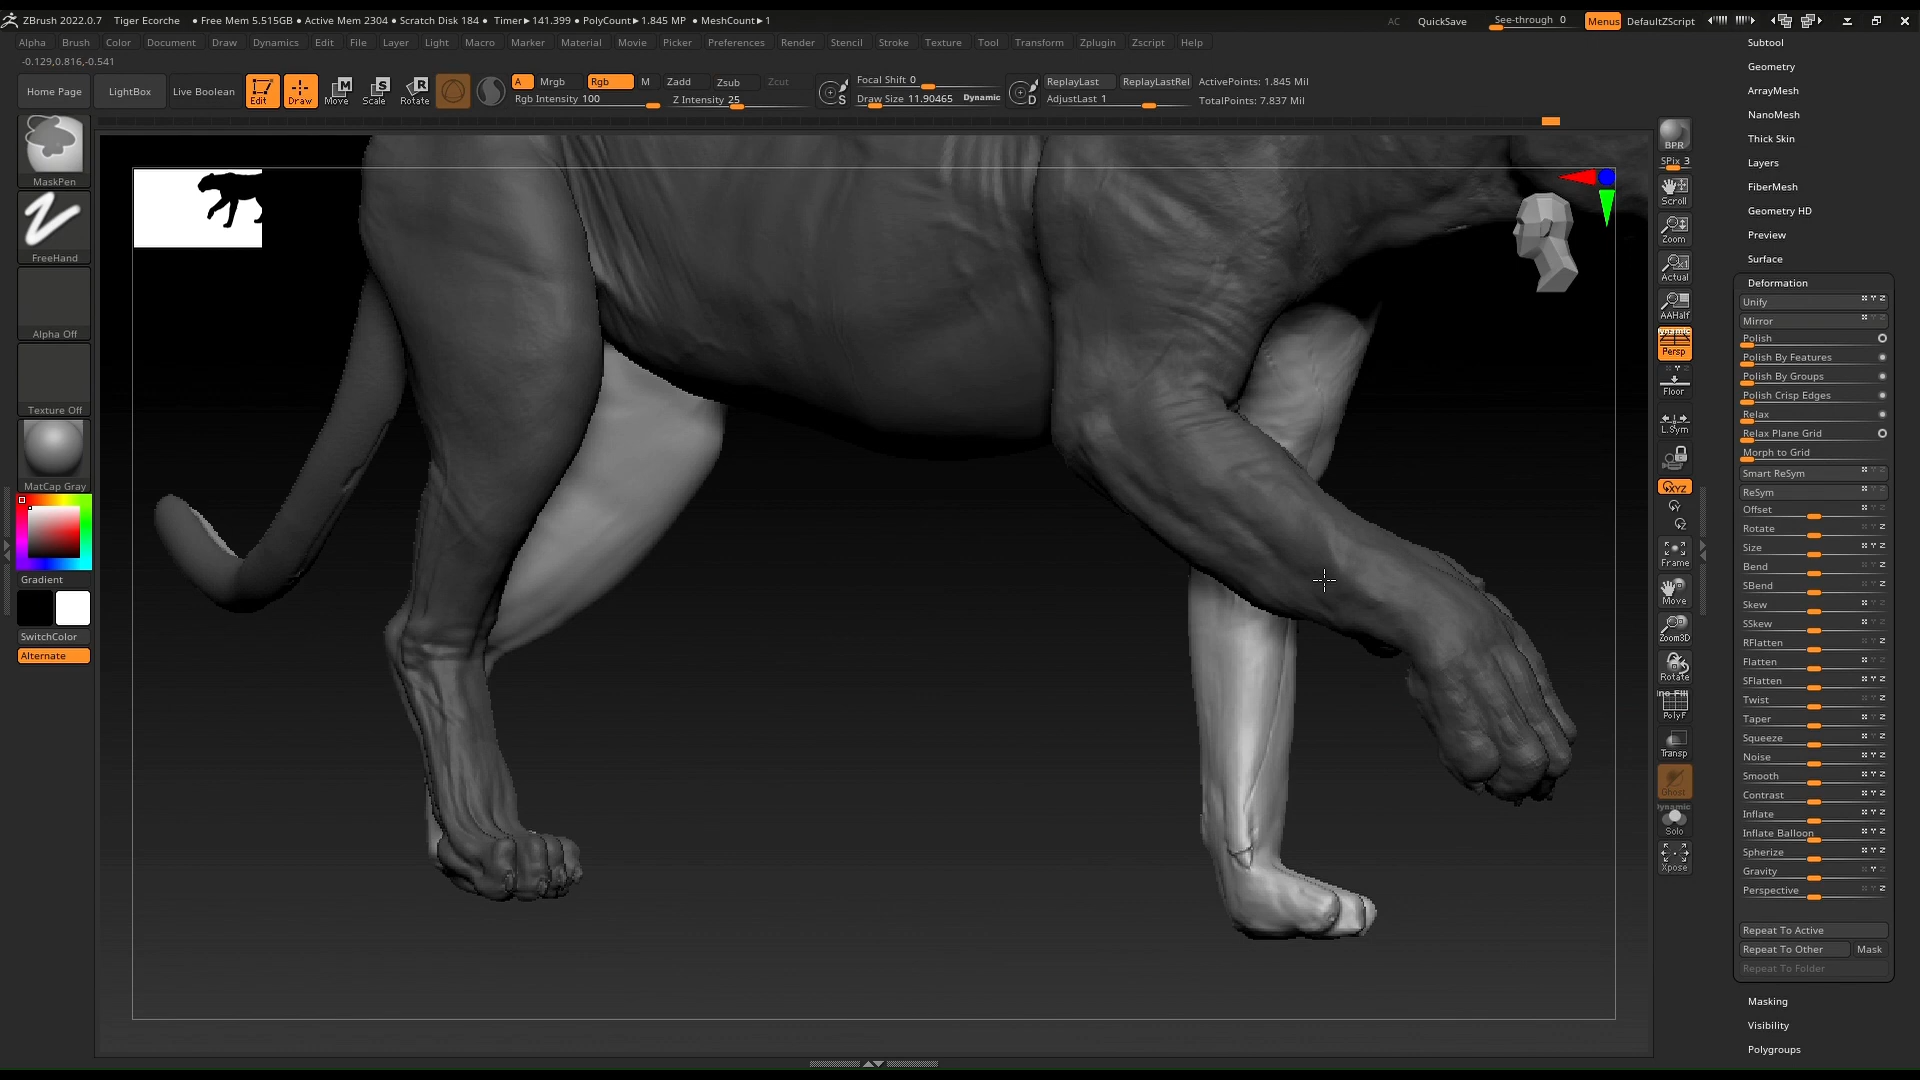 ZBrush 2022.0.7 Tiger Ecorche • Free Mem 5.515GB • Active Mem 2304 • Scratch Disk 184 • Timer▸141.399 • PolyCount▸1.845 MP • MeshCount▸1 AC QuickSave See-through 0 Menus DefaultZScript
Alpha Brush Color Document Draw Dynamics Edit File Layer Light Macro Marker Material Movie Picker Preferences Render Stencil Stroke Texture Tool Transform Zplugin Zscript Help
-0.129,0.816,-0.541
Home Page LightBox Live Boolean Edit Draw Move Scale Rotate
A Mrgb Rgb M Zadd Zsub Zcut
Rgb Intensity 100 Z Intensity 25
S Focal Shift 0
Draw Size 11.90465 Dynamic
D ReplayLast ReplayLastRel ActivePoints: 1.845 Mil
AdjustLast 1 TotalPoints: 7.837 Mil
MaskPen
FreeHand
Alpha Off
Texture Off
MatCap Gray
Gradient
SwitchColor
Alternate
BPR
SPix 3
Scroll
Zoom
Actual
AAHalf
Persp
Floor
L.Sym
XYZ
Y
Z
Frame
Move
Zoom3D
Rotate
PolyF
Transp
Ghost
Dynamic
Solo
Xpose
Subtool
Geometry
ArrayMesh
NanoMesh
Thick Skin
Layers
FiberMesh
Geometry HD
Preview
Surface
Deformation
Unify
Mirror
Polish
Polish By Features
Polish By Groups
Polish Crisp Edges
Relax
Relax Plane Grid
Morph to Grid
Smart ReSym
ReSym
Offset
Rotate
Size
Bend
SBend
Skew
SSkew
RFlatten
Flatten
SFlatten
Twist
Taper
Squeeze
Noise
Smooth
Contrast
Inflate
Inflate Balloon
Spherize
Gravity
Perspective
Repeat To Active
Repeat To Other Mask
Repeat To Folder
Masking
Visibility
Polygroups